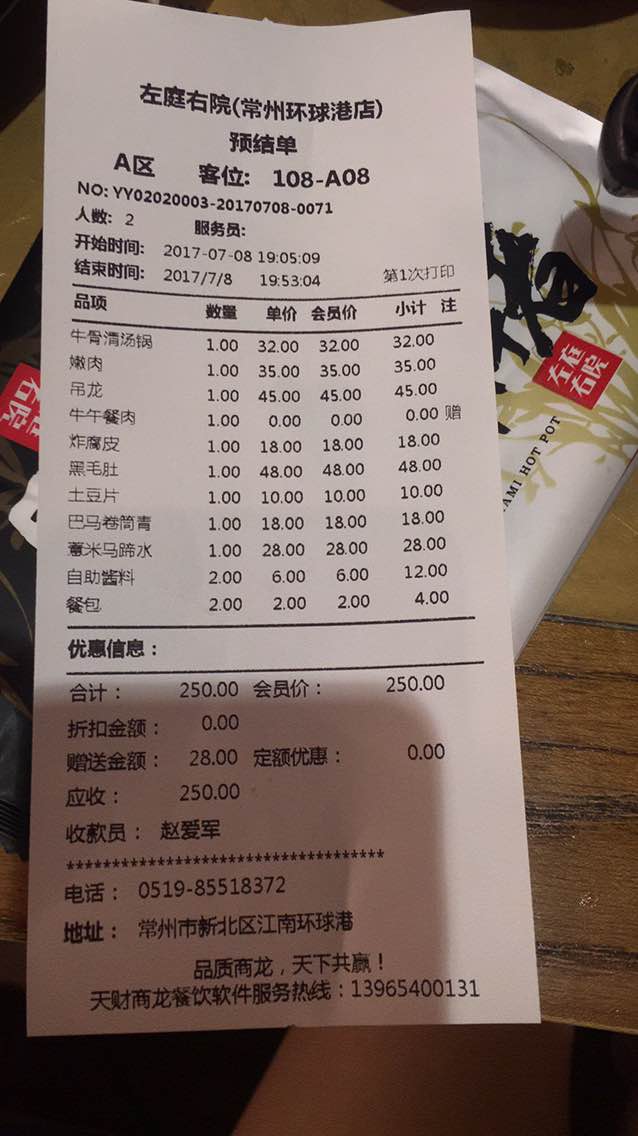 左庭右院(常州环球港店)
预结单
A区 客位: 108-A08
NO: YY02020003-20170708-0071
人数: 2 服务员:
开始时间: 2017-07-08 19:05:09
结束时间: 2017/7/8 19:53:04 第1次打印
品项 数量 单价 会员价 小计 注
牛骨清汤锅 1.00 32.00 32.00 32.00
嫩肉 1.00 35.00 35.00 35.00
吊龙 1.00 45.00 45.00 45.00
牛午餐肉 1.00 0.00 0.00 0.00 赠
炸腐皮 1.00 18.00 18.00 18.00
黑毛肚 1.00 48.00 48.00 48.00
土豆片 1.00 10.00 10.00 10.00
巴马卷筒青 1.00 18.00 18.00 18.00
薏米马蹄水 1.00 28.00 28.00 28.00
自助酱料 2.00 6.00 6.00 12.00
餐包 2.00 2.00 2.00 4.00
优惠信息：
合计： 250.00 会员价： 250.00
折扣金额： 0.00
赠送金额： 28.00 定额优惠： 0.00
应收： 250.00
收款员： 赵爱军
***********************************
电话： 0519-85518372
地址： 常州市新北区江南环球港
品质商龙，天下共赢！
天财商龙餐饮软件服务热线：13965400131
左庭右院
AMI HOT POT